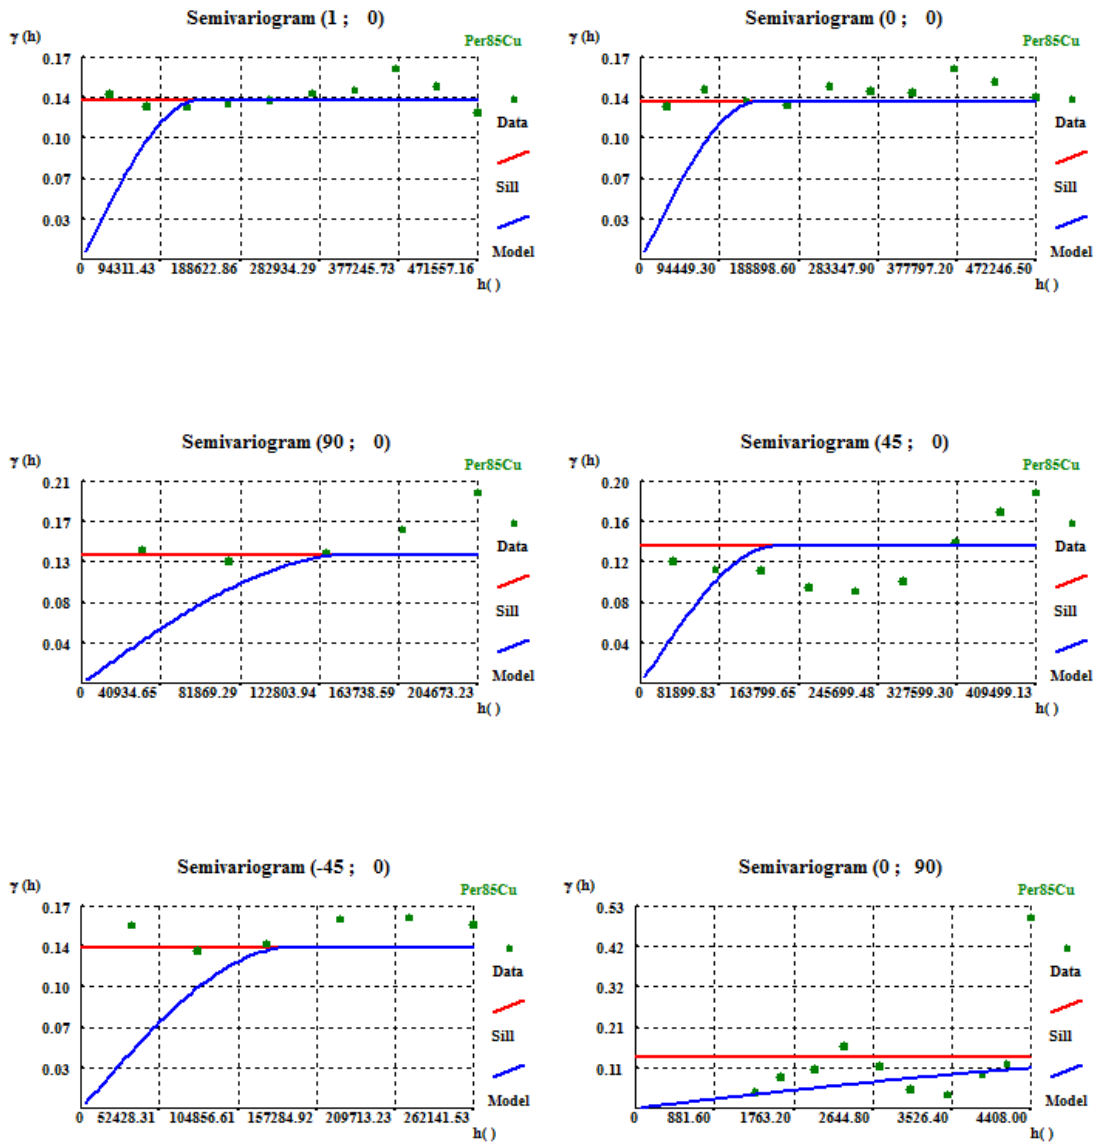 Semivariogram (1 ; 0)
γ (h)
Per85Cu
0.17
0.14
0.10
0.07
0.03
Data
Sill
Model
0 94311.43 188622.86 282934.29 377245.73 471557.16
h( )
Semivariogram (0 ; 0)
γ (h)
Per85Cu
0.17
0.14
0.10
0.07
0.03
Data
Sill
Model
0 94449.30 188898.60 283347.90 377797.20 472246.50
h( )
Semivariogram (90 ; 0)
γ (h)
Per85Cu
0.21
0.17
0.13
0.08
0.04
Data
Sill
Model
0 40934.65 81869.29 122803.94 163738.59 204673.23
h( )
Semivariogram (45 ; 0)
γ (h)
Per85Cu
0.20
0.16
0.12
0.08
0.04
Data
Sill
Model
0 81899.83 163799.65 245699.48 327599.30 409499.13
h( )
Semivariogram (-45 ; 0)
γ (h)
Per85Cu
0.17
0.14
0.10
0.07
0.03
Data
Sill
Model
0 52428.31 104856.61 157284.92 209713.23 262141.53
h( )
Semivariogram (0 ; 90)
γ (h)
Per85Cu
0.53
0.42
0.32
0.21
0.11
Data
Sill
Model
0 881.60 1763.20 2644.80 3526.40 4408.00
h( )